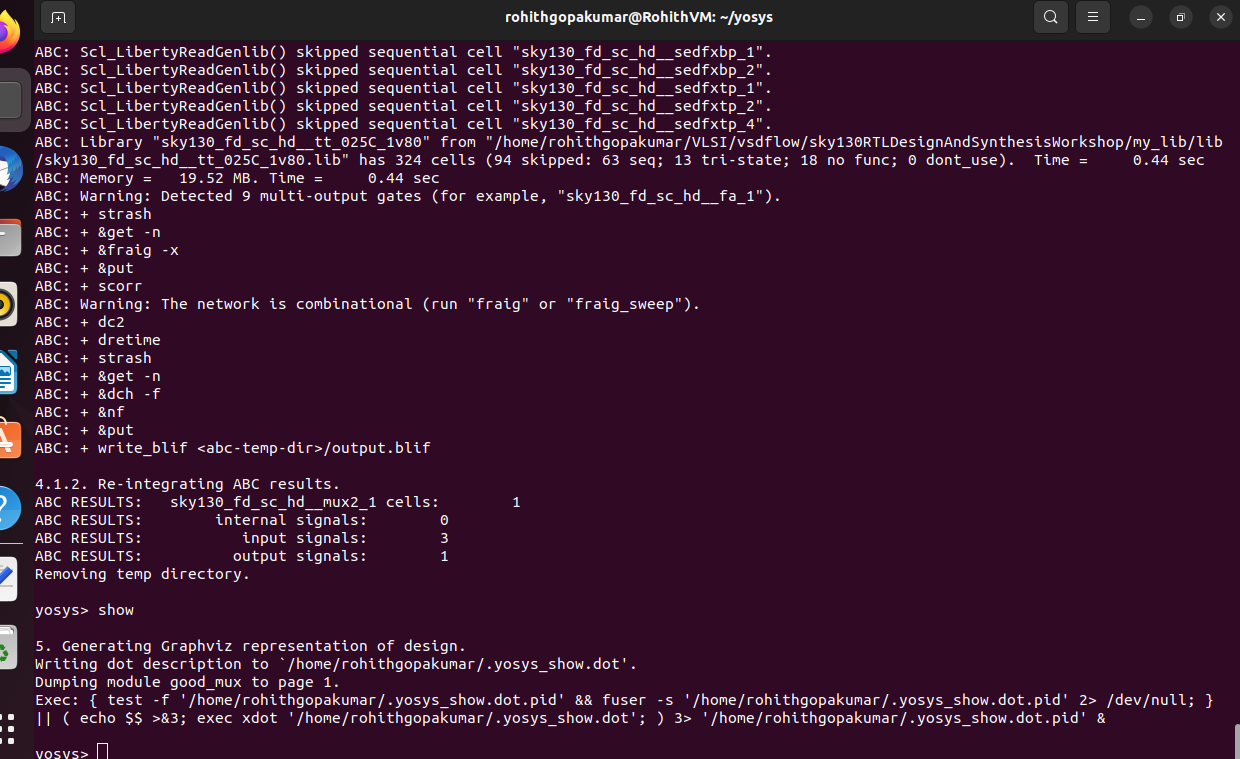 rohithgopakumar@RohithVM: ~/yosys
ABC: Scl_LibertyReadGenlib() skipped sequential cell "sky130_fd_sc_hd__sedfxbp_1".
ABC: Scl_LibertyReadGenlib() skipped sequential cell "sky130_fd_sc_hd__sedfxbp_2".
ABC: Scl_LibertyReadGenlib() skipped sequential cell "sky130_fd_sc_hd__sedfxtp_1".
ABC: Scl_LibertyReadGenlib() skipped sequential cell "sky130_fd_sc_hd__sedfxtp_2".
ABC: Scl_LibertyReadGenlib() skipped sequential cell "sky130_fd_sc_hd__sedfxtp_4".
ABC: Library "sky130_fd_sc_hd__tt_025C_1v80" from "/home/rohithgopakumar/VLSI/vsdflow/sky130RTLDesignAndSynthesisWorkshop/my_lib/lib
/sky130_fd_sc_hd__tt_025C_1v80.lib" has 324 cells (94 skipped: 63 seq; 13 tri-state; 18 no func; 0 dont_use).  Time =     0.44 sec
ABC: Memory =   19.52 MB. Time =     0.44 sec
ABC: Warning: Detected 9 multi-output gates (for example, "sky130_fd_sc_hd__fa_1").
ABC: + strash
ABC: + &get -n
ABC: + &fraig -x
ABC: + &put
ABC: + scorr
ABC: Warning: The network is combinational (run "fraig" or "fraig_sweep").
ABC: + dc2
ABC: + dretime
ABC: + strash
ABC: + &get -n
ABC: + &dch -f
ABC: + &nf
ABC: + &put
ABC: + write_blif <abc-temp-dir>/output.blif
4.1.2. Re-integrating ABC results.
ABC RESULTS:   sky130_fd_sc_hd__mux2_1 cells:        1
ABC RESULTS:        internal signals:        0
ABC RESULTS:           input signals:        3
ABC RESULTS:          output signals:        1
Removing temp directory.
yosys> show
5. Generating Graphviz representation of design.
Writing dot description to `/home/rohithgopakumar/.yosys_show.dot'.
Dumping module good_mux to page 1.
Exec: { test -f '/home/rohithgopakumar/.yosys_show.dot.pid' && fuser -s '/home/rohithgopakumar/.yosys_show.dot.pid' 2> /dev/null; }
|| ( echo $$ >&3; exec xdot '/home/rohithgopakumar/.yosys_show.dot'; ) 3> '/home/rohithgopakumar/.yosys_show.dot.pid' &
yosys>